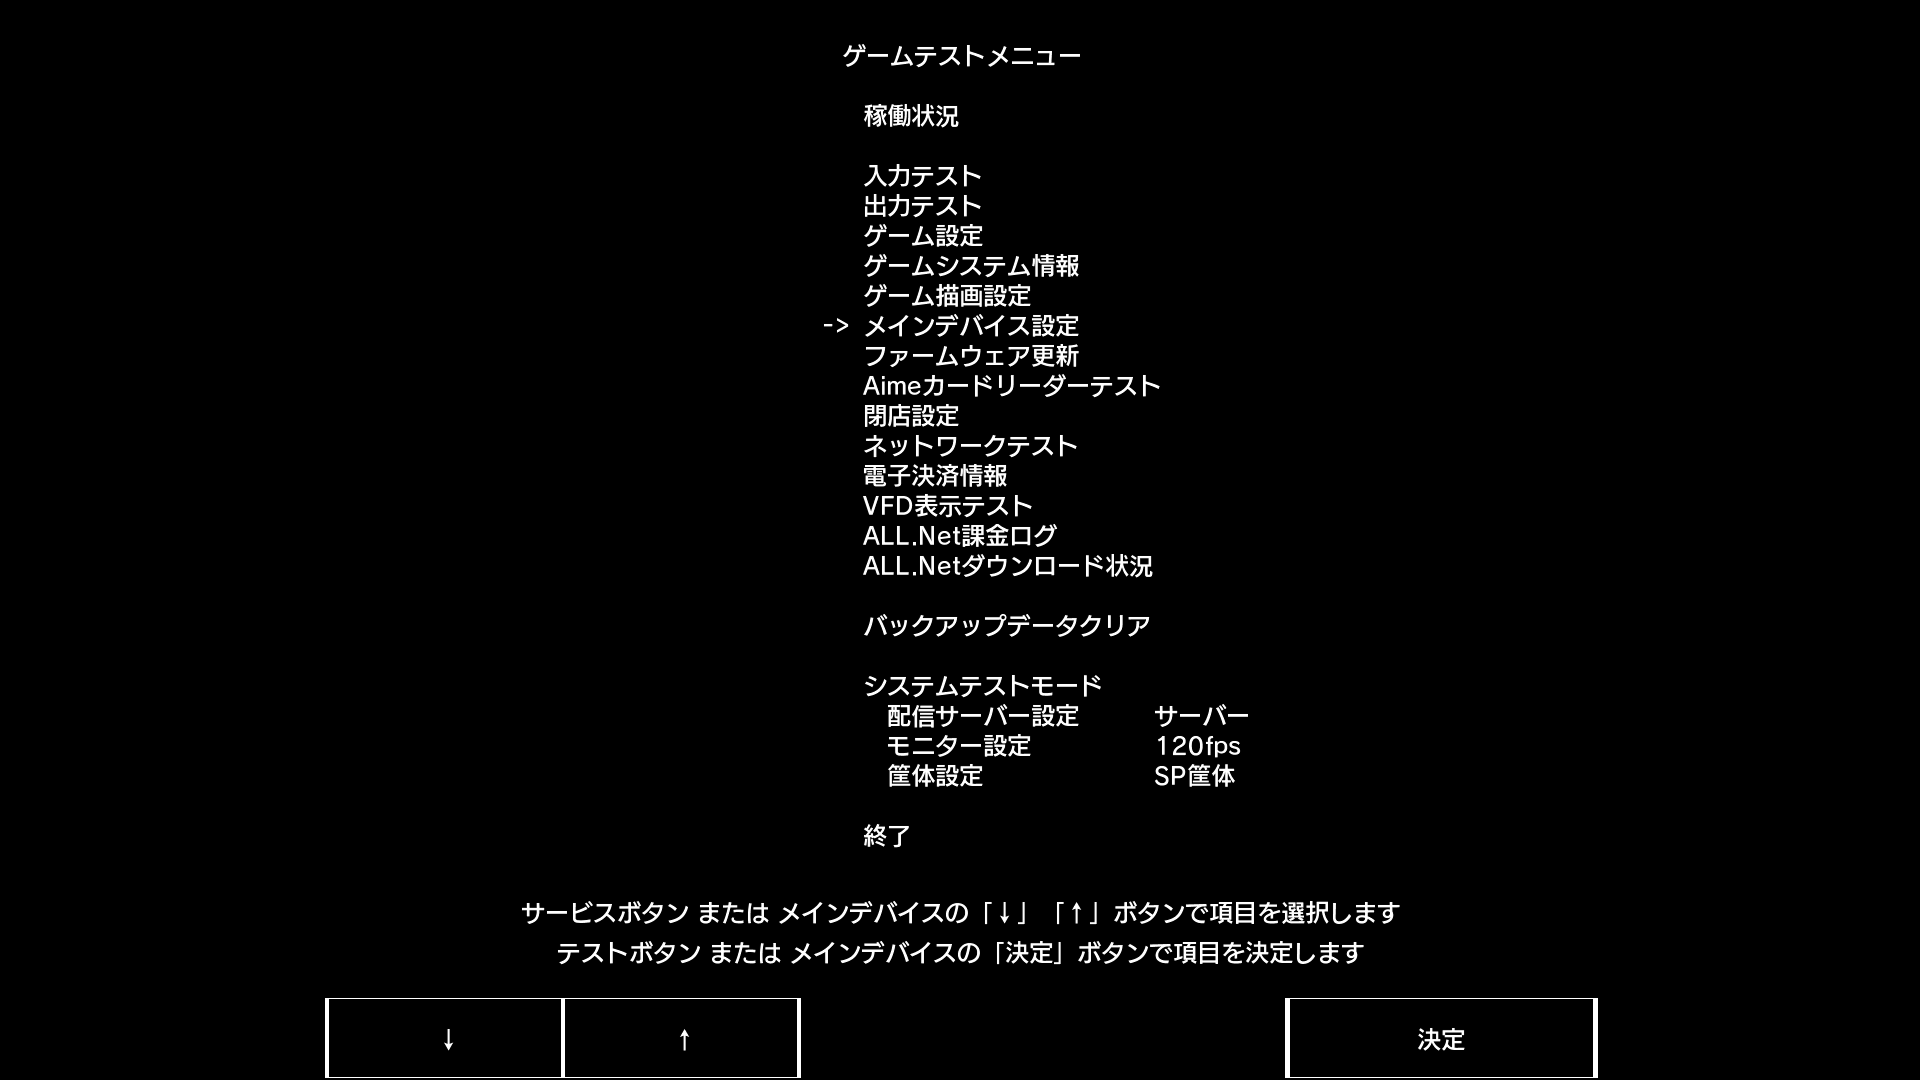 ゲームテストメニュー
稼働状況
入力テスト
出力テスト
ゲーム設定
ゲームシステム情報
ゲーム描画設定
-> メインデバイス設定
ファームウェア更新
Aimeカードリーダーテスト
閉店設定
ネットワークテスト
電子決済情報
VFD表示テスト
ALL.Net課金ログ
ALL.Netダウンロード状況
バックアップデータクリア
システムテストモード
配信サーバー設定 サーバー
モニター設定 120fps
筐体設定 SP筐体
終了
サービスボタン または メインデバイスの「↓」「↑」ボタンで項目を選択します
テストボタン または メインデバイスの「決定」ボタンで項目を決定します
↓ ↑ 決定